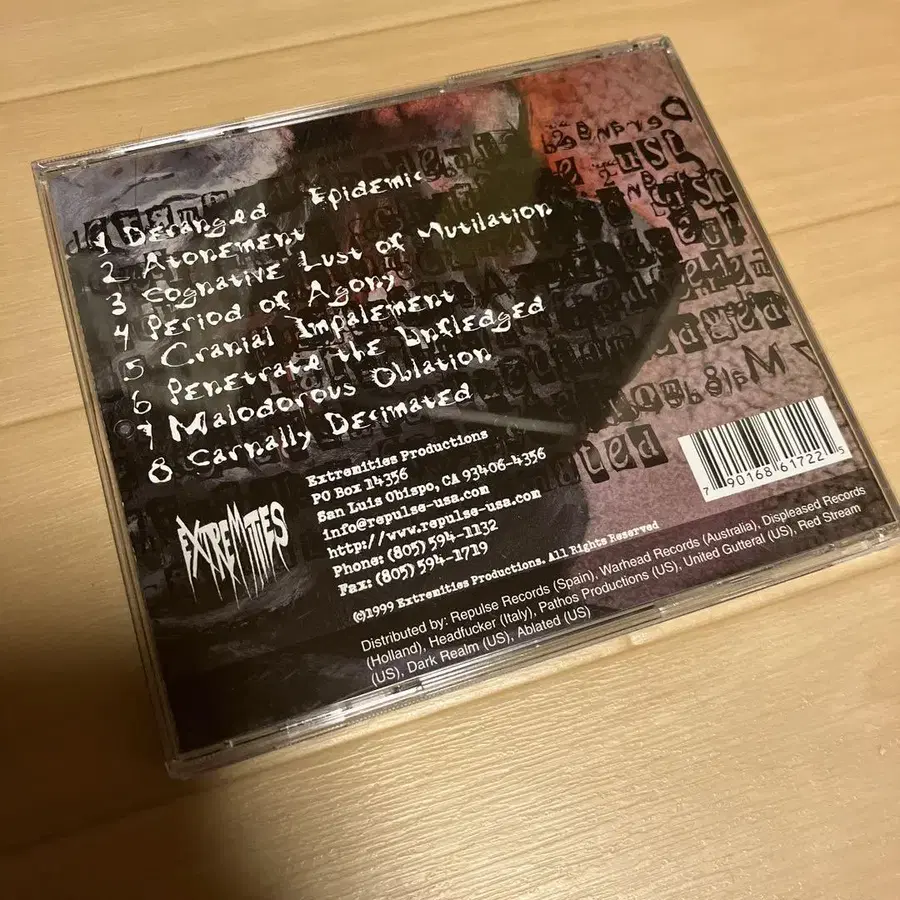 1 Deranged Epidemic
2 Atonement
3 Cognative Lust of Mutilation
4 Period of Agony
5 Cranial Impalement
6 Penetrate the Unfledged
7 Malodorous Oblation
8 Carnally Decimated
Extremities Productions
PO Box 14356
San Luis Obispo, CA 93406-4356
info@repulse-usa.com
http://www.repulse-usa.com
Phone: (805) 594-1132
Fax: (805) 594-1719
EXTREMITIES
(c)1999 Extremities Productions. All Rights Reserved
Distributed by: Repulse Records (Spain), Warhead Records (Australia), Displeased Records
(Holland), Headfucker (Italy), Pathos Productions (US), United Gutteral (US), Red Stream
(US), Dark Realm (US), Ablated (US)
7 90168 61722 5